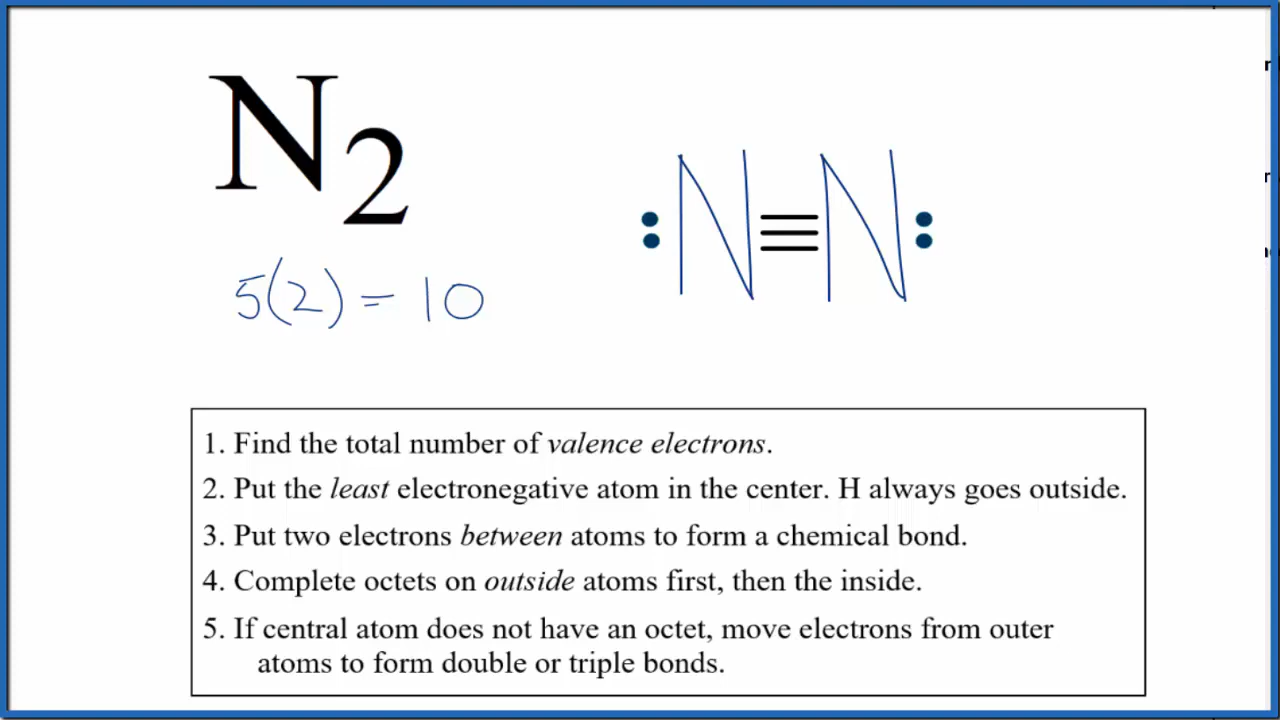 N₂
5(2) = 10
:N≡N:
1. Find the total number of valence electrons.
2. Put the least electronegative atom in the center. H always goes outside.
3. Put two electrons between atoms to form a chemical bond.
4. Complete octets on outside atoms first, then the inside.
5. If central atom does not have an octet, move electrons from outer
atoms to form double or triple bonds.